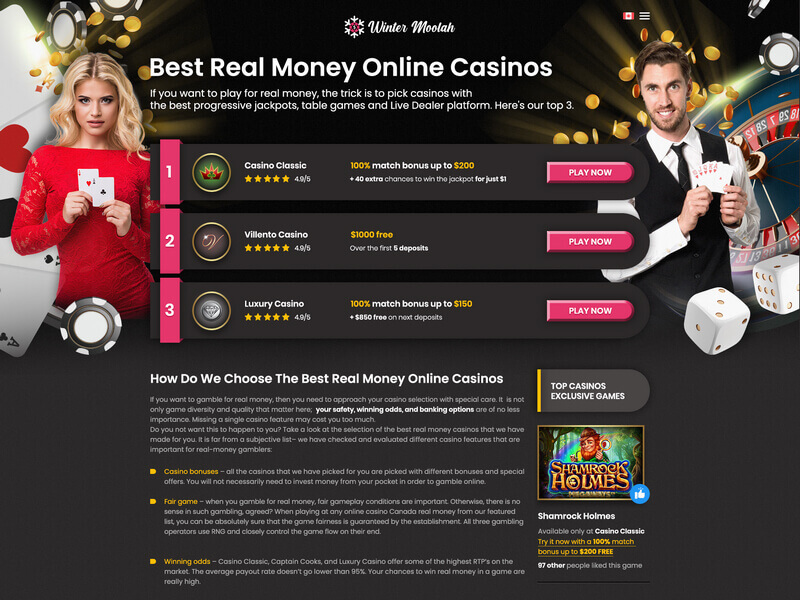 Winter Moolah
Best Real Money Online Casinos
If you want to play for real money, the trick is to pick casinos with
the best progressive jackpots, table games and Live Dealer platform. Here's our top 3.
1
Casino Classic
4.9/5
100% match bonus up to $200
+ 40 extra chances to win the jackpot for just $1
PLAY NOW
2
Villento Casino
4.9/5
$1000 free
Over the first 5 deposits
PLAY NOW
3
Luxury Casino
4.9/5
100% match bonus up to $150
+ $850 free on next deposits
PLAY NOW
How Do We Choose The Best Real Money Online Casinos
If you want to gamble for real money, then you need to approach your casino selection with special care. It is not
only game diversity and quality that matter here; your safety, winning odds, and banking options are of no less
importance. Missing a single casino feature may cost you too much.
Do you not want this to happen to you? Take a look at the selection of the best real money casinos that we have
made for you. It is far from a subjective list– we have checked and evaluated different casino features that are
important for real-money gamblers:
Casino bonuses – all the casinos that we have picked for you are picked with different bonuses and special
offers. You will not necessarily need to invest money from your pocket in order to gamble online.
Fair game – when you gamble for real money, fair gameplay conditions are important. Otherwise, there is no
sense in such gambling, agreed? When playing at any online casino Canada real money from our featured
list, you can be absolutely sure that the game fairness is guaranteed by the establishment. All three gambling
operators use RNG and closely control the game flow on their end.
Winning odds – Casino Classic, Captain Cooks, and Luxury Casino offer some of the highest RTP's on the
market. The average payout rate doesn't go lower than 95%. Your chances to win real money in a game are
really high.
TOP CASINOS
EXCLUSIVE GAMES
SHAMROCK
HOLMES
MEGAWAYS
Shamrock Holmes
Available only at Casino Classic
Try it now with a 100% match
bonus up to $200 FREE
97 other people liked this game